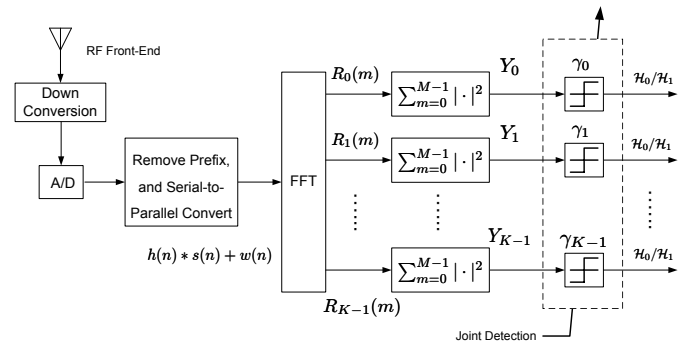 RF Front-End
Down
Conversion
A/D
Remove Prefix,
and Serial-to-
Parallel Convert
h(n) * s(n) + w(n)
FFT
R_0(m)
∑_{m=0}^{M-1} |·|^2
Y_0
γ_0
H_0/H_1
R_1(m)
∑_{m=0}^{M-1} |·|^2
Y_1
γ_1
H_0/H_1
R_{K-1}(m)
∑_{m=0}^{M-1} |·|^2
Y_{K-1}
γ_{K-1}
H_0/H_1
Joint Detection